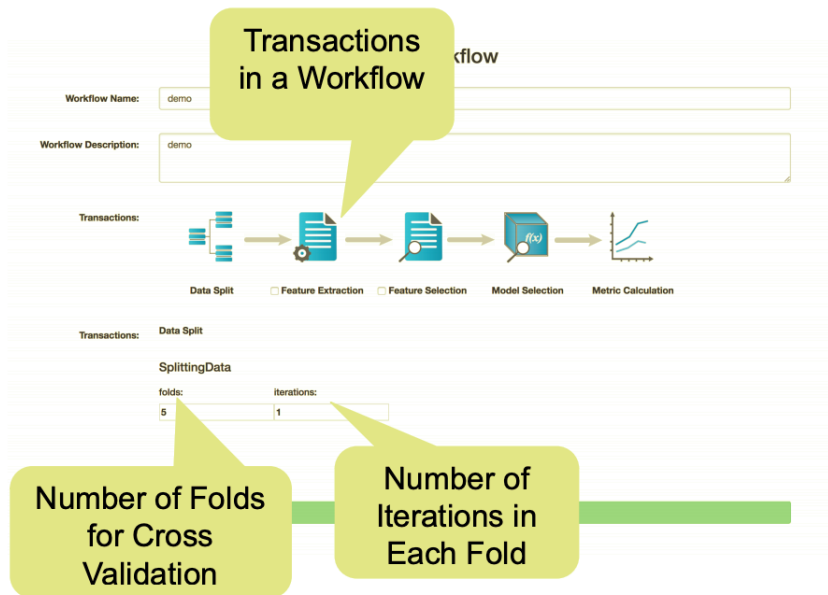 Transactions
in a Workflow
kflow
Workflow Name:
demo
Workflow Description:
demo
Transactions:
f(x)
Data Split
Feature Extraction
Feature Selection
Model Selection
Metric Calculation
Transactions:
Data Split
SplittingData
folds:
iterations:
5
1
Number of Folds
for Cross
Validation
Number of
Iterations in
Each Fold